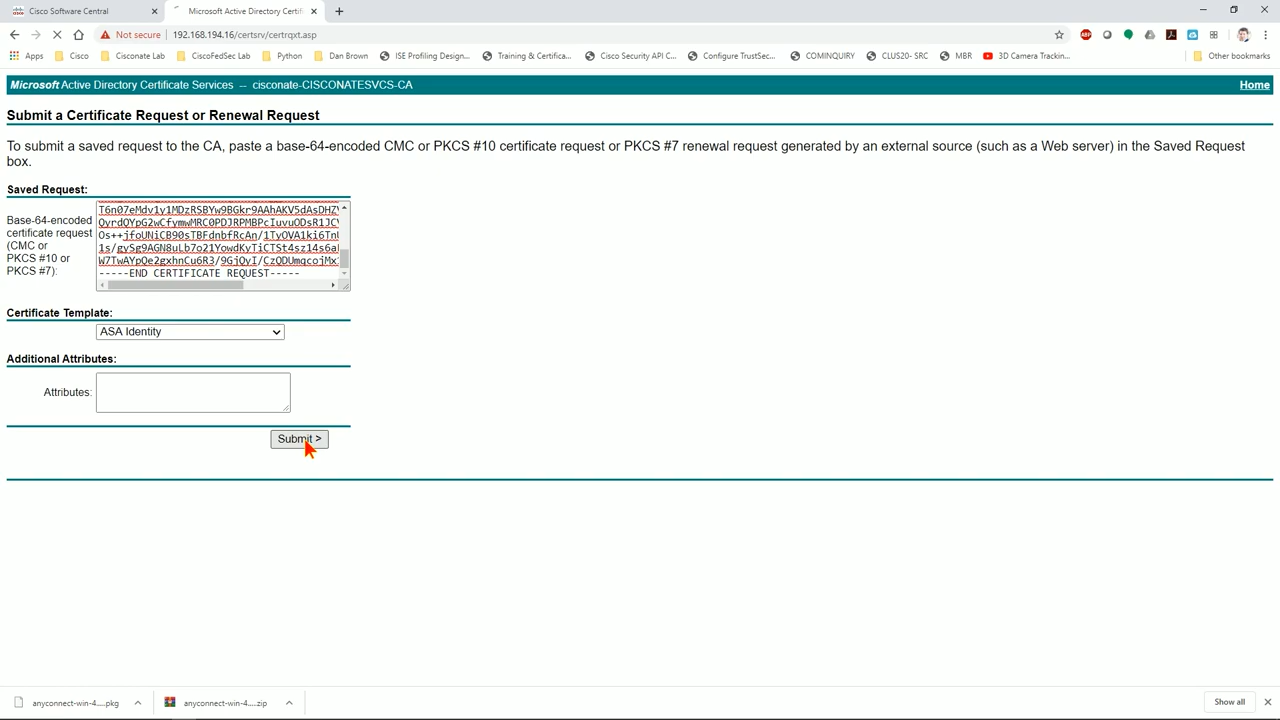 Cisco Software Central
Microsoft Active Directory Certifi
Not secure
192.168.194.16/certsrv/certrqxt.asp
ABP
Apps
Cisco
Cisconate Lab
CiscoFedSec Lab
Python
Dan Brown
ISE Profiling Design...
Training & Certifica...
Cisco Security API C...
Configure TrustSec...
COMINQUIRY
CLUS20- SRC
MBR
3D Camera Trackin...
Other bookmarks
Microsoft Active Directory Certificate Services -- cisconate-CISCONATESVCS-CA
Home
Submit a Certificate Request or Renewal Request
To submit a saved request to the CA, paste a base-64-encoded CMC or PKCS #10 certificate request or PKCS #7 renewal request generated by an external source (such as a Web server) in the Saved Request
box.
Saved Request:
Base-64-encoded
certificate request
(CMC or
PKCS #10 or
PKCS #7):
-----END CERTIFICATE REQUEST-----
Certificate Template:
ASA Identity
Additional Attributes:
Attributes:
Submit >
anyconnect-win-4.....pkg
anyconnect-win-4.....zip
Show all